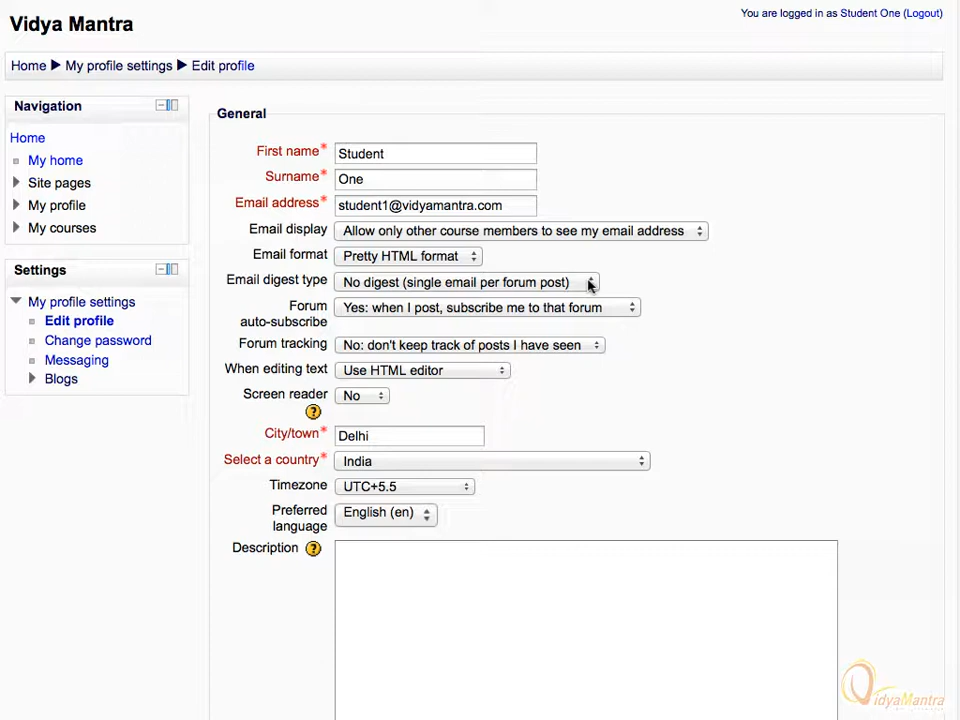 Vidya Mantra
You are logged in as Student One (Logout)
Home ▶ My profile settings ▶ Edit profile
Navigation
Home
My home
Site pages
My profile
My courses
Settings
My profile settings
Edit profile
Change password
Messaging
Blogs
General
First name* Student
Surname* One
Email address* student1@vidyamantra.com
Email display Allow only other course members to see my email address
Email format Pretty HTML format
Email digest type No digest (single email per forum post)
Forum auto-subscribe Yes: when I post, subscribe me to that forum
Forum tracking No: don't keep track of posts I have seen
When editing text Use HTML editor
Screen reader ? No
City/town* Delhi
Select a country* India
Timezone UTC+5.5
Preferred language English (en)
Description ?
VidyaMantra